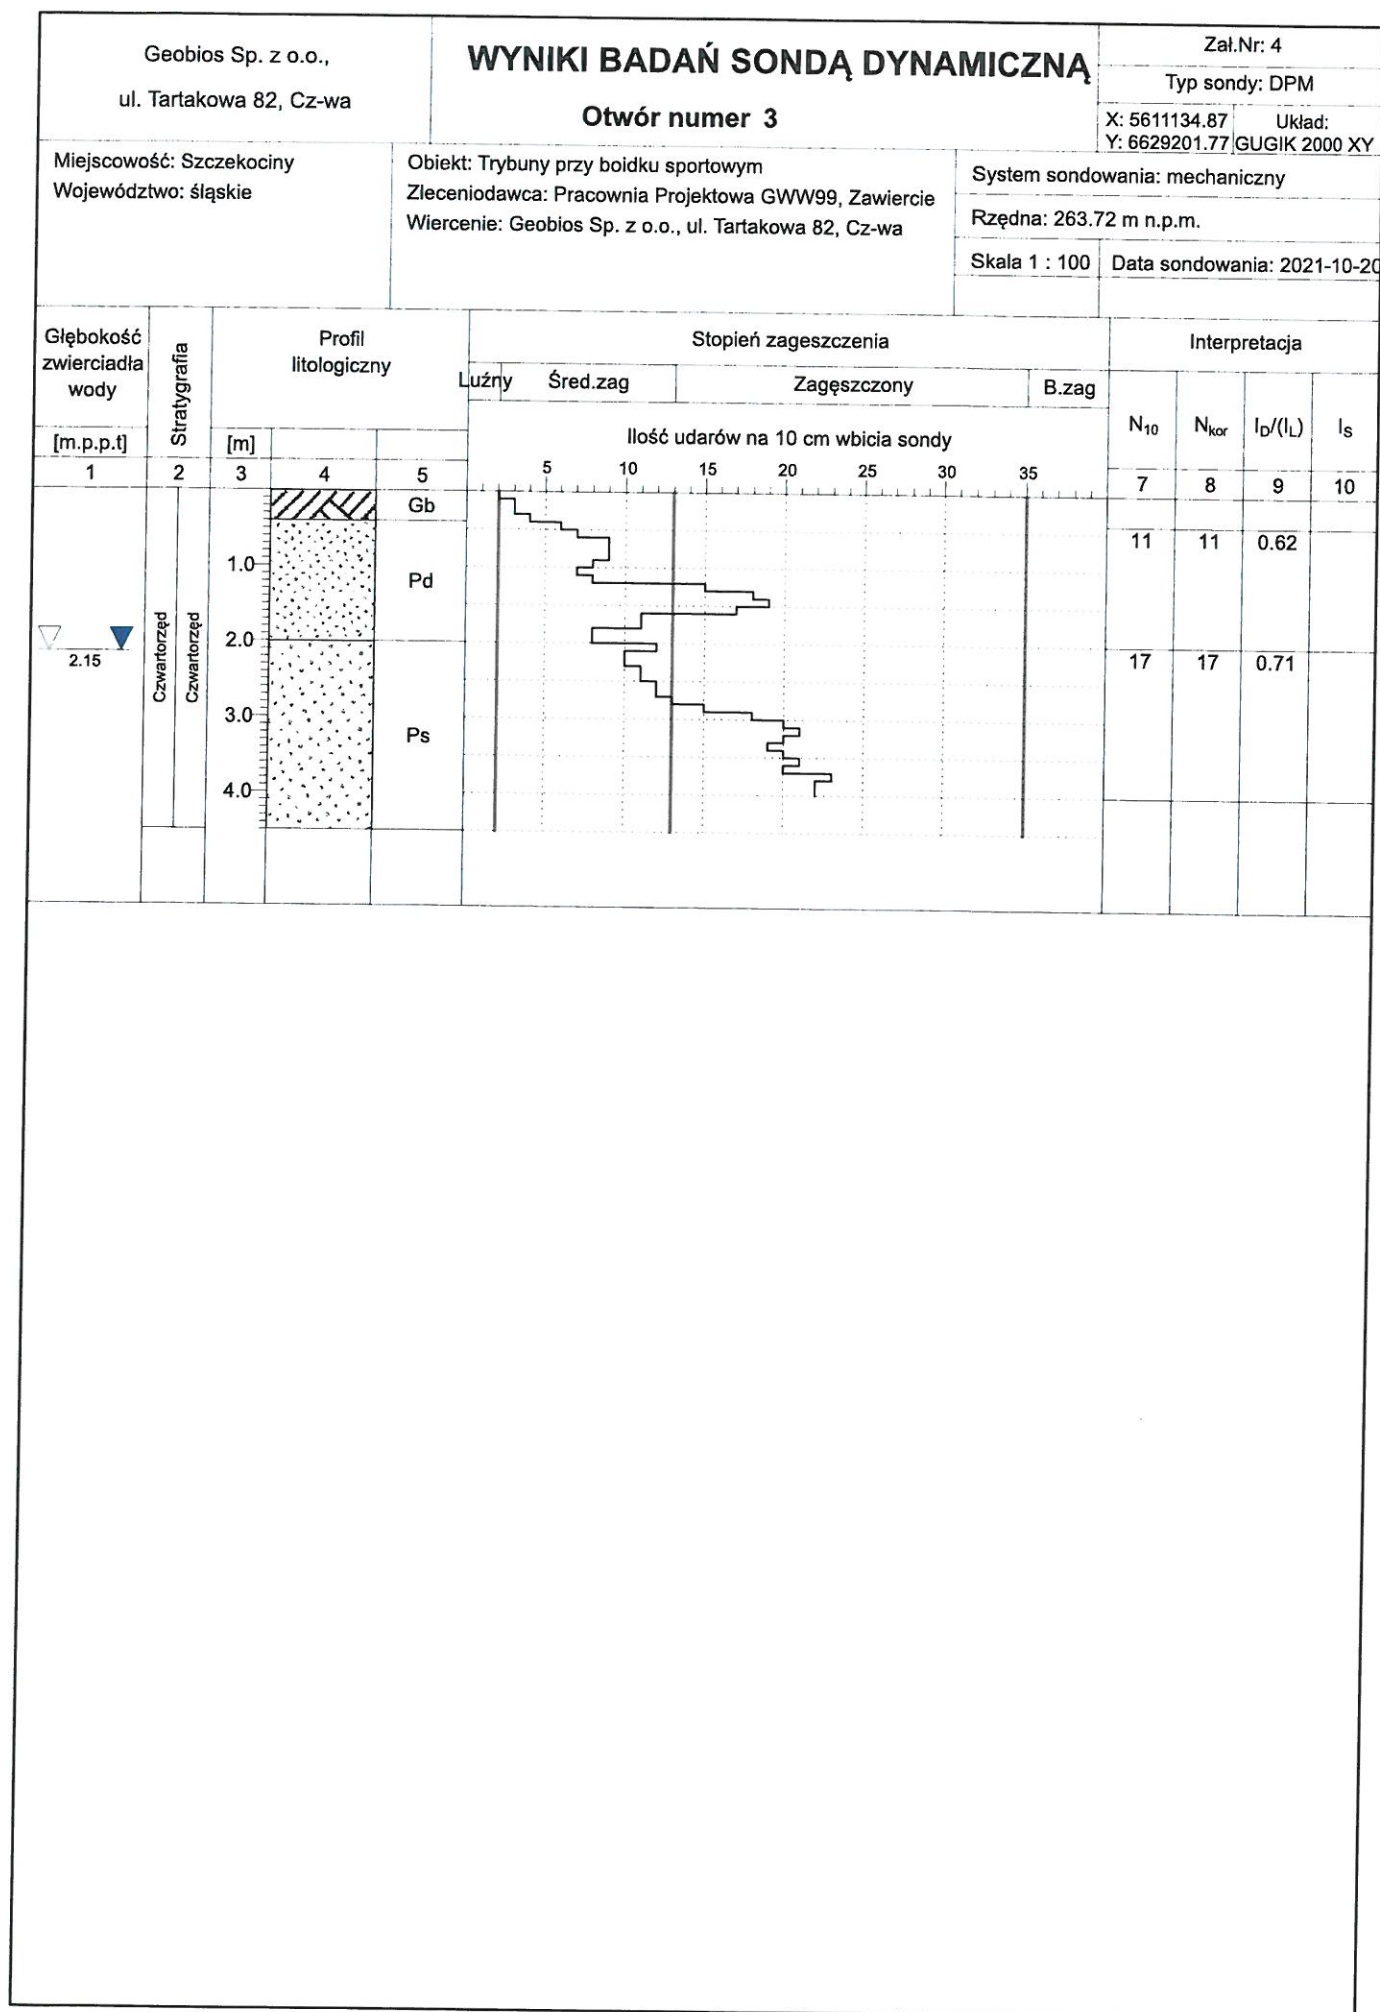 Geobios Sp. z o.o.,
ul. Tartakowa 82, Cz-wa
WYNIKI BADAŃ SONDĄ DYNAMICZNĄ
Otwór numer 3
Zał.Nr: 4
Typ sondy: DPM
X: 5611134.87
Y: 6629201.77
Układ:
GUGIK 2000 XY
Miejscowość: Szczekociny
Województwo: śląskie
Obiekt: Trybuny przy boidku sportowym
Zleceniodawca: Pracownia Projektowa GWW99, Zawiercie
Wiercenie: Geobios Sp. z o.o., ul. Tartakowa 82, Cz-wa
System sondowania: mechaniczny
Rzędna: 263.72 m n.p.m.
Skala 1 : 100
Data sondowania: 2021-10-20
Głębokość
zwierciadła
wody
[m.p.p.t]
Stratygrafia
Profil
litologiczny
[m]
Stopień zageszczenia
Luźny Śred.zag Zagęszczony B.zag
Ilość udarów na 10 cm wbicia sondy
5 10 15 20 25 30 35
Interpretacja
N10 Nkor ID/(IL) IS
1 2 3 4 5 7 8 9 10
Gb
11 11 0.62
1.0
Pd
2.0
2.15
Czwartorzęd
Czwartorzęd
17 17 0.71
3.0
Ps
4.0